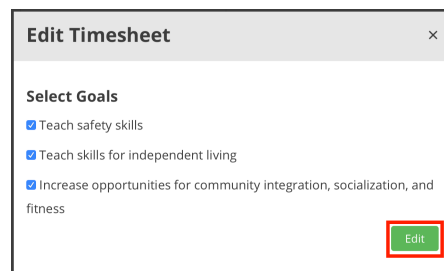 Edit Timesheet ×
Select Goals
Teach safety skills
Teach skills for independent living
Increase opportunities for community integration, socialization, and
fitness
Edit